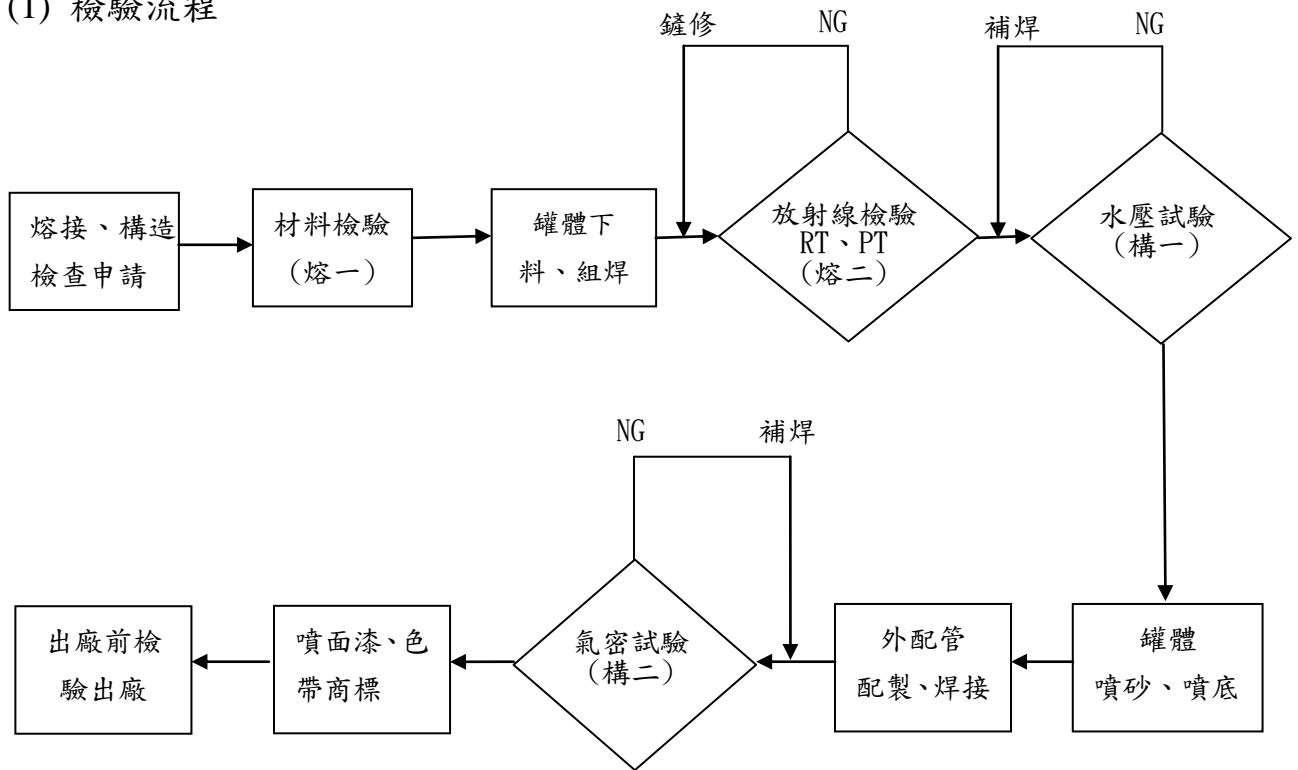 (1) 檢驗流程
鏟修
NG
補焊
NG
熔接、構造
檢查申請
材料檢驗
(熔一)
罐體下
料、組焊
放射線檢驗
RT、PT
(熔二)
水壓試驗
(構一)
NG
補焊
出廠前檢
驗出廠
噴面漆、色
帶商標
氣密試驗
(構二)
外配管
配製、焊接
罐體
噴砂、噴底